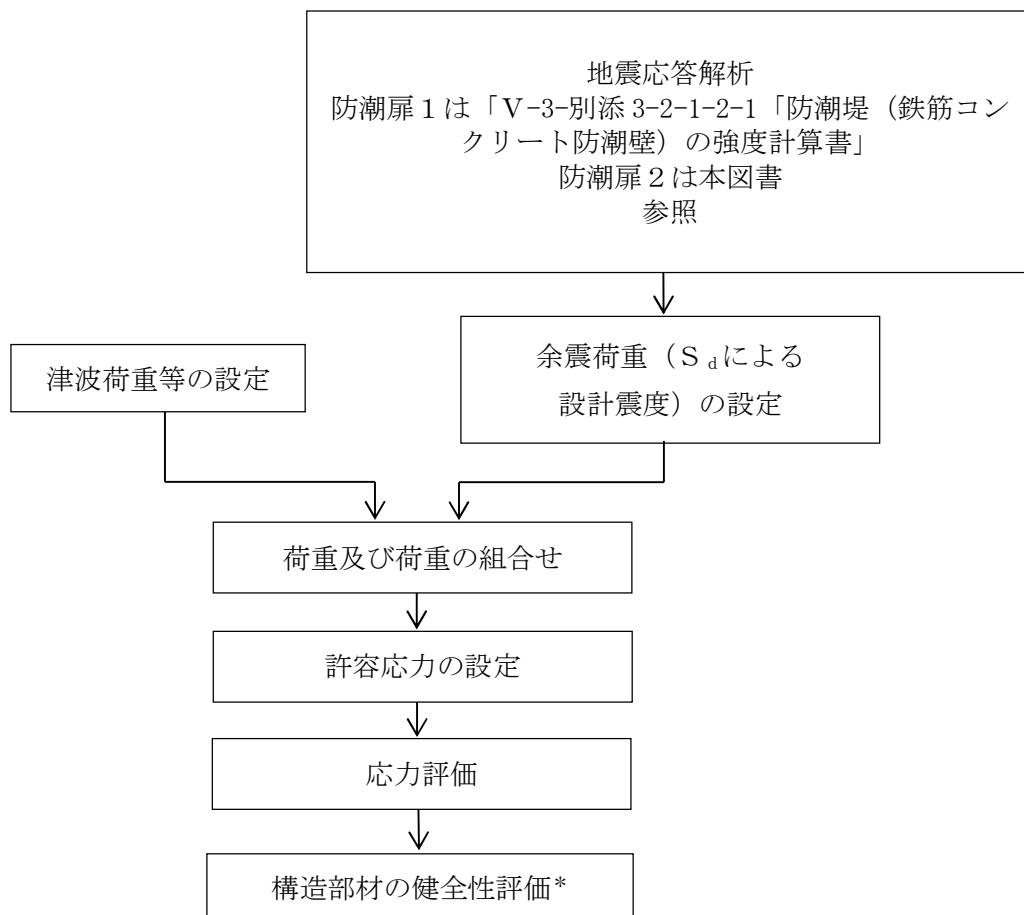 地震応答解析
防潮扉１は「Ⅴ-3-別添 3-2-1-2-1「防潮堤（鉄筋コン
クリート防潮壁）の強度計算書」
防潮扉２は本図書
参照
津波荷重等の設定
余震荷重（Ｓｄによる
設計震度）の設定
荷重及び荷重の組合せ
許容応力の設定
応力評価
構造部材の健全性評価*